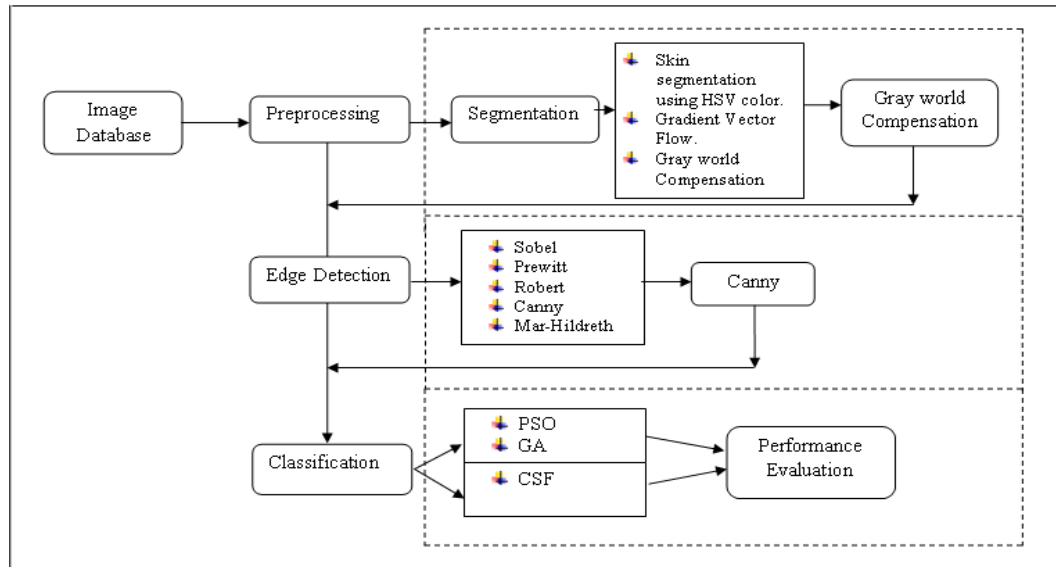 Image
Database
Preprocessing
Segmentation
Skin
segmentation
using HSV color.
Gradient Vector
Flow.
Gray world
Compensation
Gray world
Compensation
Edge Detection
Sobel
Prewitt
Robert
Canny
Mar-Hildreth
Canny
Classification
PSO
GA
CSF
Performance
Evaluation